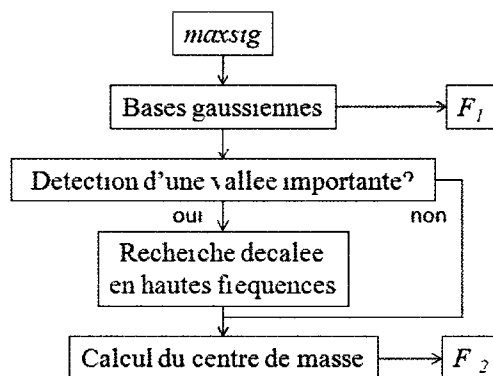 maxsig
Bases gaussiennes
F1
Detection d'une vallee importante?
oui
non
Recherche decalee
en hautes frequences
Calcul du centre de masse
F2